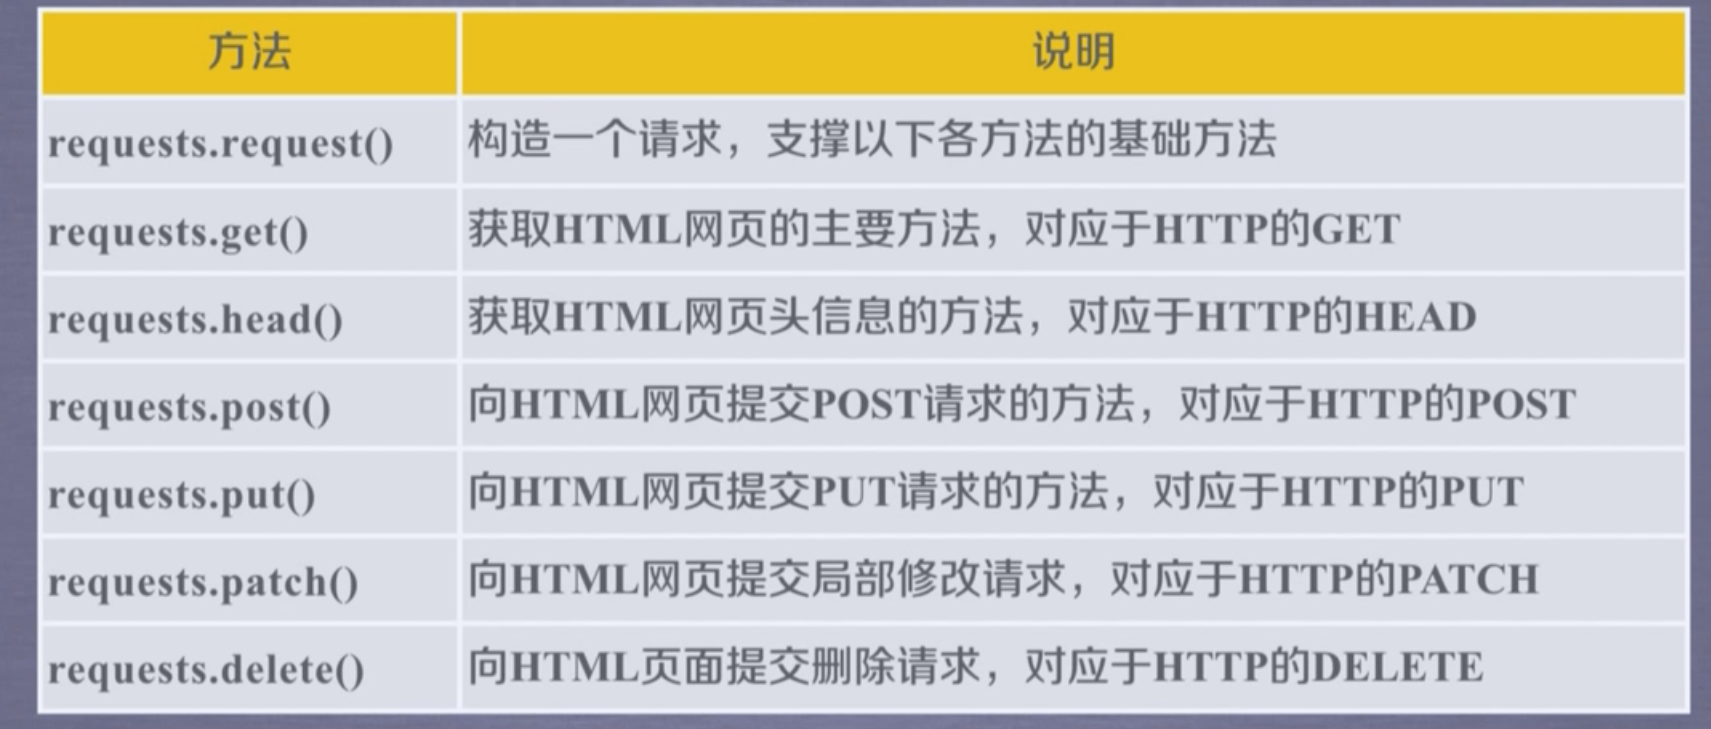 方法 说明
requests.request() 构造一个请求，支撑以下各方法的基础方法
requests.get() 获取HTML网页的主要方法，对应于HTTP的GET
requests.head() 获取HTML网页头信息的方法，对应于HTTP的HEAD
requests.post() 向HTML网页提交POST请求的方法，对应于HTTP的POST
requests.put() 向HTML网页提交PUT请求的方法，对应于HTTP的PUT
requests.patch() 向HTML网页提交局部修改请求，对应于HTTP的PATCH
requests.delete() 向HTML页面提交删除请求，对应于HTTP的DELETE